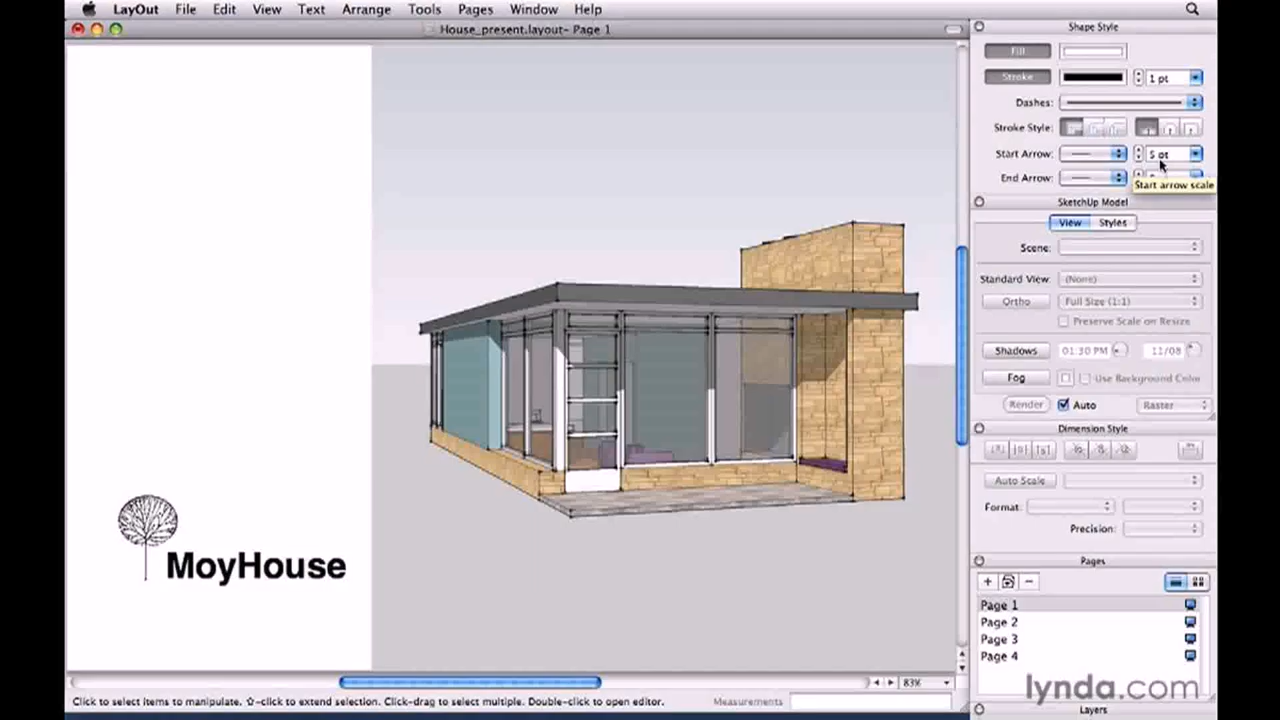 LayOut File Edit View Text Arrange Tools Pages Window Help
House_present.layout- Page 1
MoyHouse
Click to select items to manipulate. ⇧-click to extend selection. Click-drag to select multiple. Double-click to open editor.
Measurements
83%
Shape Style
Fill
Stroke 1 pt
Dashes:
Stroke Style:
Start Arrow: 5 pt
End Arrow:
Start arrow scale
SketchUp Model
View Styles
Scene:
Standard View: (None)
Ortho Full Size (1:1)
Preserve Scale on Resize
Shadows 01:30 PM 11/08
Fog Use Background Color
Render Auto Raster
Dimension Style
Auto Scale
Format:
Precision:
Pages
+ −
Page 1
Page 2
Page 3
Page 4
lynda.com
Layers